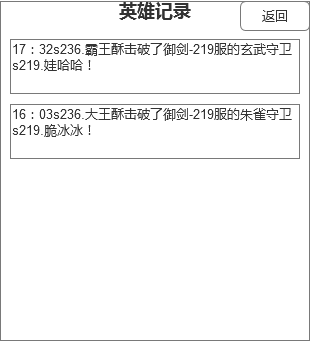 英雄记录
返回
17：32s236.霸王酥击破了御剑-219服的玄武守卫
s219.娃哈哈！
16：03s236.大王酥击破了御剑-219服的朱雀守卫
s219.脆冰冰！